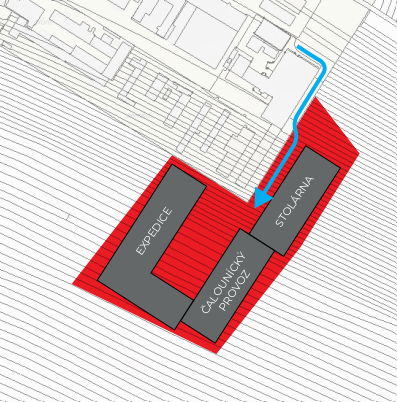 EXPEDICE
ČALOUNICKÝ
PROVOZ
STOLÁRNA